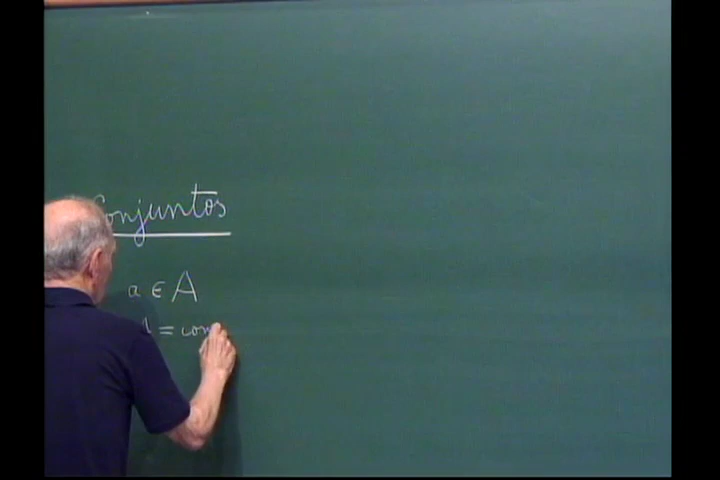 Conjuntos
a ∈ A
= con